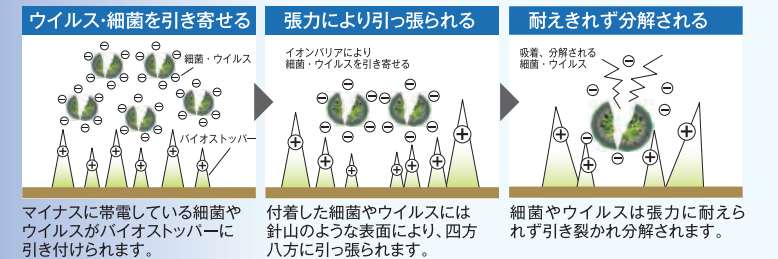 ウイルス・細菌を引き寄せる
細菌・ウイルス
バイオストッパー
マイナスに帯電している細菌や
ウイルスがバイオストッパーに
引き付けられます。
張力により引っ張られる
イオンバリアにより
細菌・ウイルスを引き寄せる
付着した細菌やウイルスには
針山のような表面により、四方
八方に引っ張られます。
耐えきれず分解される
吸着、分解される
細菌・ウイルス
細菌やウイルスは張力に耐えら
れず引き裂かれ分解されます。